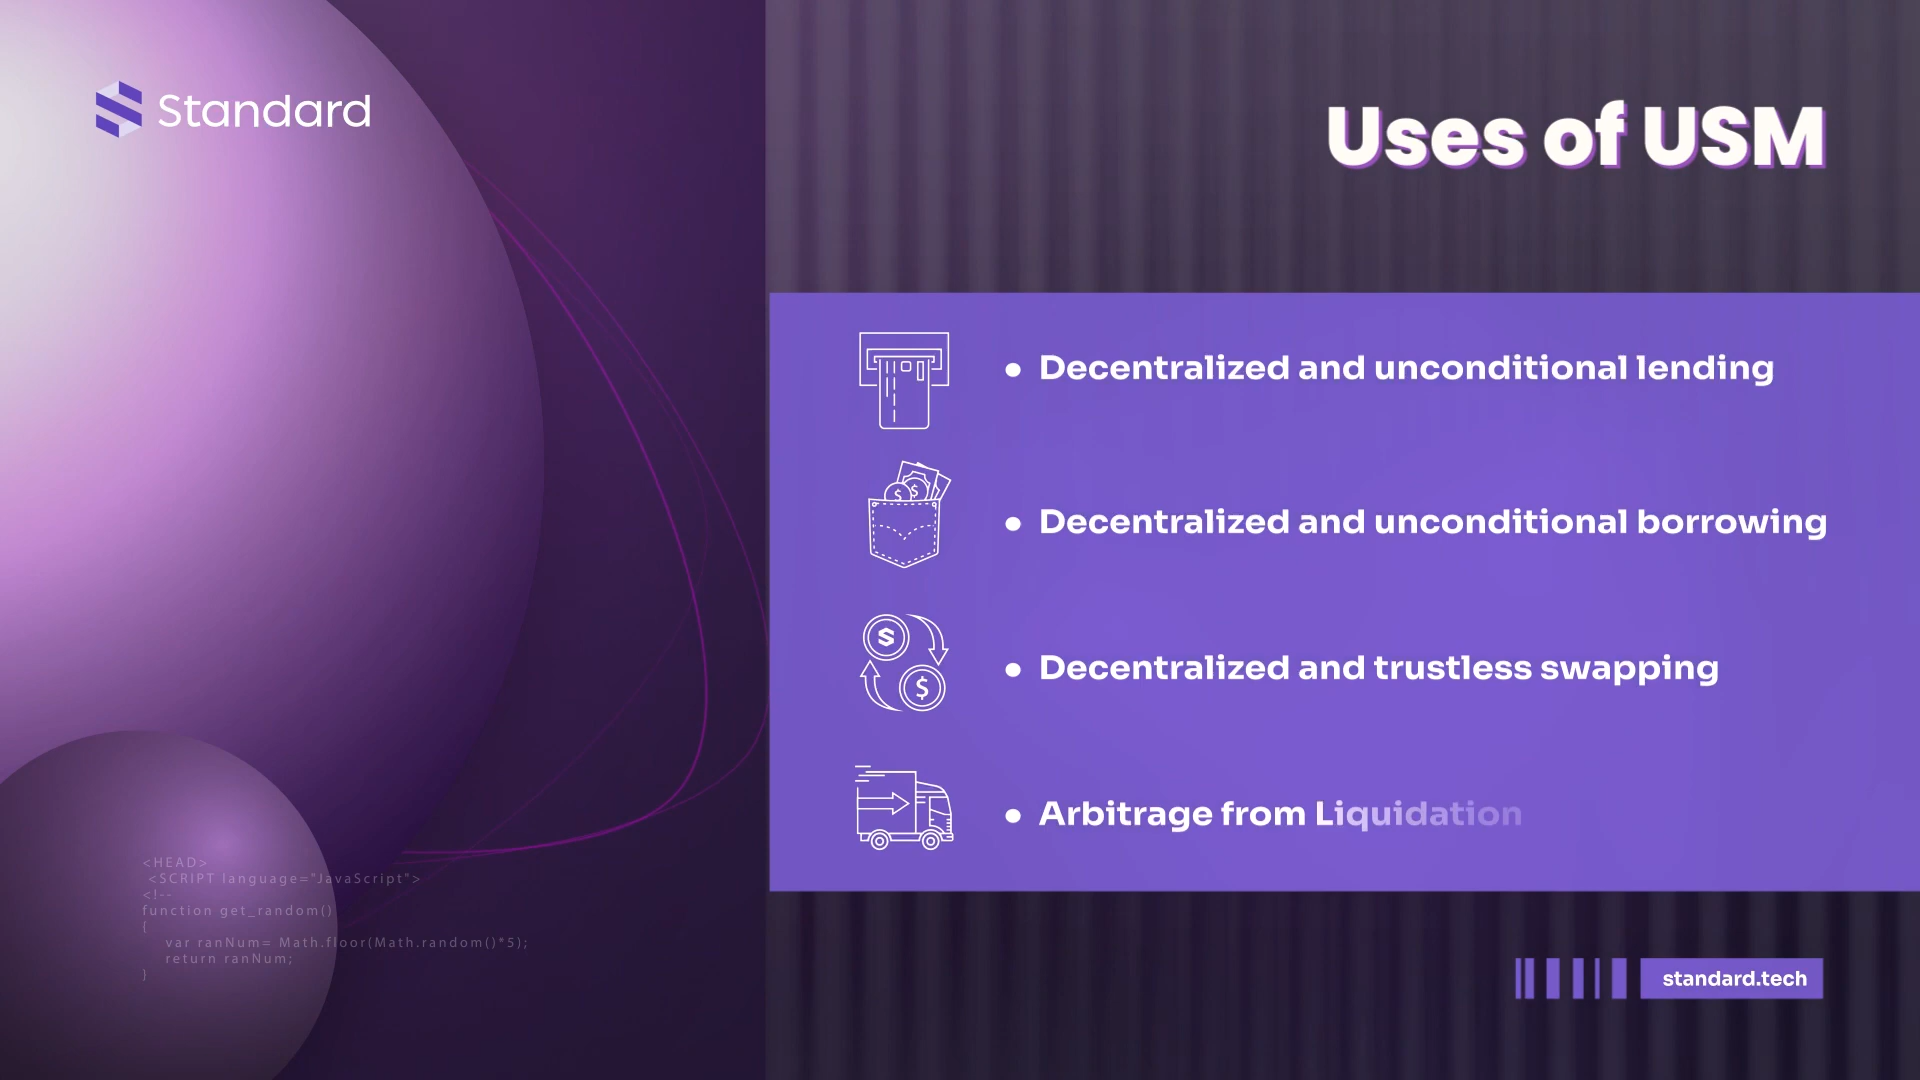 Standard
Uses of USM
• Decentralized and unconditional lending
• Decentralized and unconditional borrowing
• Decentralized and trustless swapping
• Arbitrage from Liquidation
<HEAD>
<SCRIPT language="JavaScript">
<!--
function get_random()
{
var ranNum= Math.floor(Math.random()*5);
return ranNum;
}
standard.tech